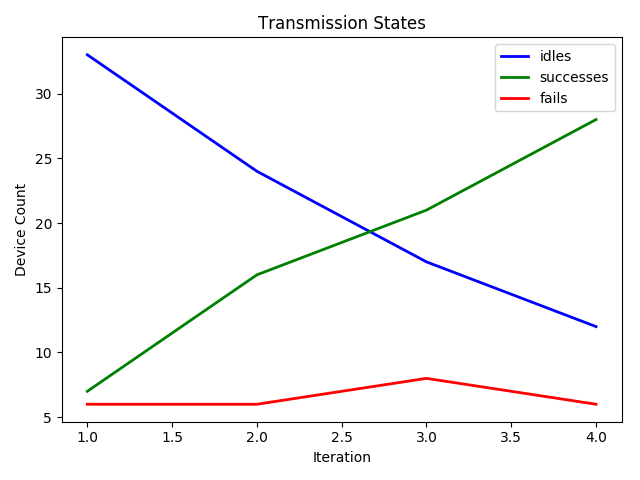 Transmission States
idles
successes
fails
Device Count
30
25
20
15
10
5
1.0 1.5 2.0 2.5 3.0 3.5 4.0
Iteration